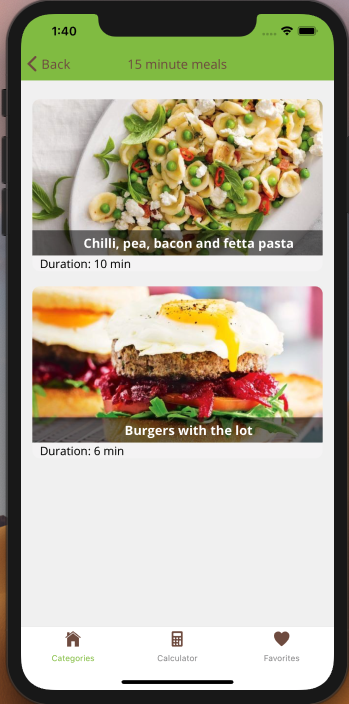 1:40
Back
15 minute meals
Chilli, pea, bacon and fetta pasta
Duration: 10 min
Burgers with the lot
Duration: 6 min
Categories
Calculator
Favorites